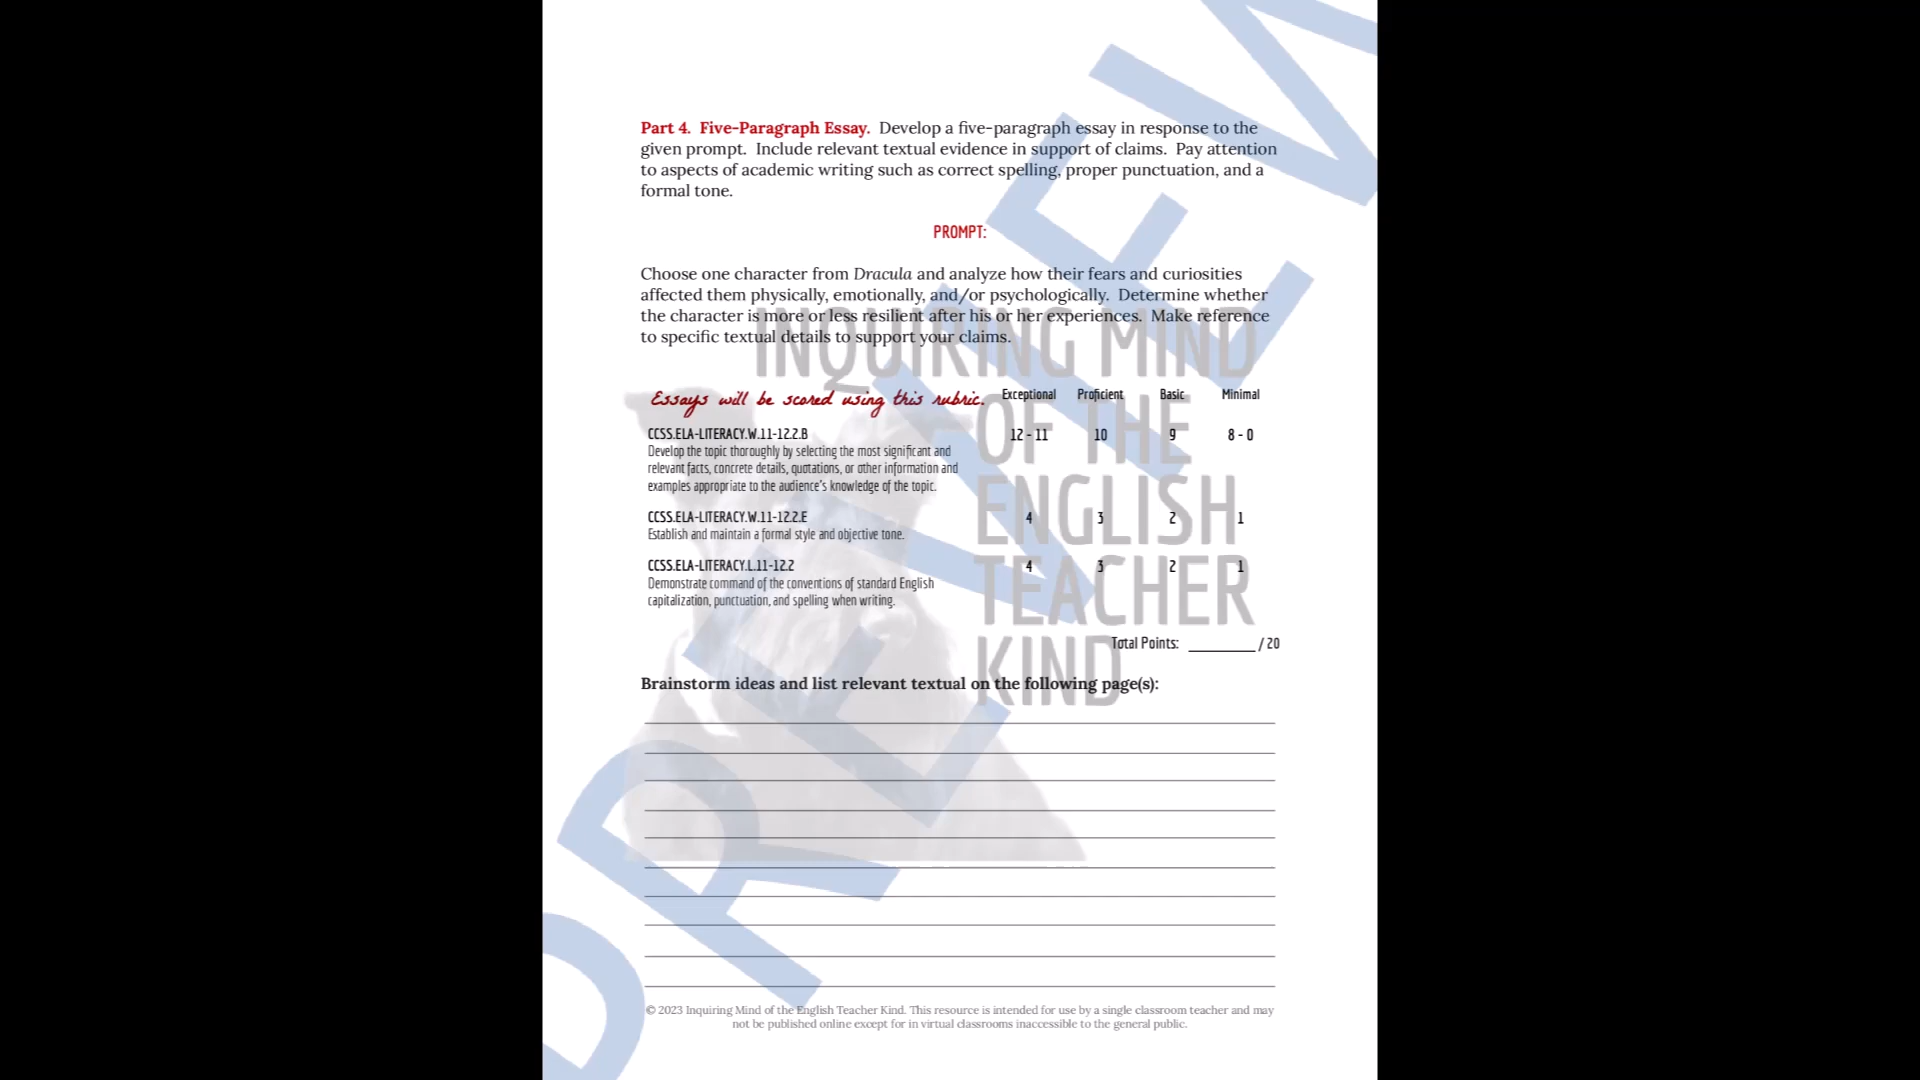 Part 4. Five-Paragraph Essay. Develop a five-paragraph essay in response to the
given prompt. Include relevant textual evidence in support of claims. Pay attention
to aspects of academic writing such as correct spelling, proper punctuation, and a
formal tone.
PROMPT:
Choose one character from Dracula and analyze how their fears and curiosities
affected them physically, emotionally, and/or psychologically. Determine whether
the character is more or less resilient after his or her experiences. Make reference
to specific textual details to support your claims.
INQUIRING MIND
OF THE
ENGLISH
TEACHER
KIND
PREVIEW
Essays will be scored using this rubric. Exceptional Proficient Basic Minimal
CCSS.ELA-LITERACY.W.11-12.2.B 12 - 11 10 9 8 - 0
Develop the topic thoroughly by selecting the most significant and
relevant facts, concrete details, quotations, or other information and
examples appropriate to the audience's knowledge of the topic.
CCSS.ELA-LITERACY.W.11-12.2.E 4 3 2 1
Establish and maintain a formal style and objective tone.
CCSS.ELA-LITERACY.L.11-12.2 4 3 2 1
Demonstrate command of the conventions of standard English
capitalization, punctuation, and spelling when writing.
Total Points: ________ / 20
Brainstorm ideas and list relevant textual on the following page(s):
© 2023 Inquiring Mind of the English Teacher Kind. This resource is intended for use by a single classroom teacher and may
not be published online except for in virtual classrooms inaccessible to the general public.